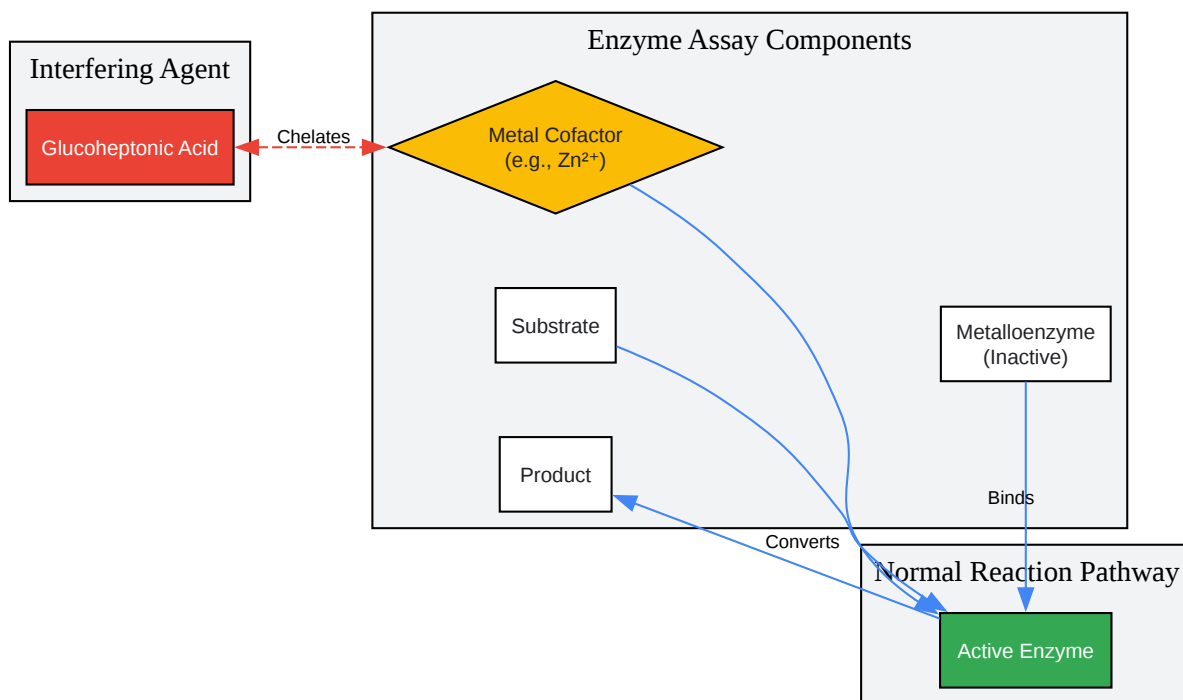 Enzyme Assay Components
Interfering Agent
Glucoheptonic Acid
Chelates
Metal Cofactor
(e.g., Zn²⁺)
Substrate
Metalloenzyme
(Inactive)
Product
Binds
Converts
Normal Reaction Pathway
Active Enzyme